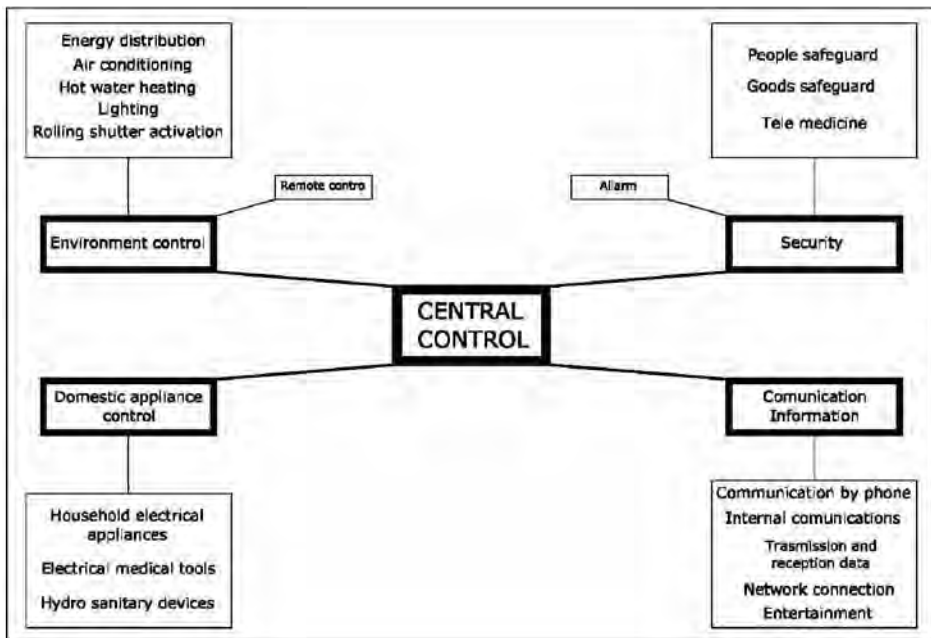 Energy distribution
Air conditioning
Hot water heating
Lighting
Rolling shutter activation
People safeguard
Goods safeguard
Tele medicine
Remote contro
Allarm
Environment control
Security
CENTRAL
CONTROL
Domestic appliance
control
Comunication
Information
Household electrical
appliances
Electrical medical tools
Hydro sanitary devices
Communication by phone
Internal comunications
Trasmission and
reception data
Network connection
Entertainment